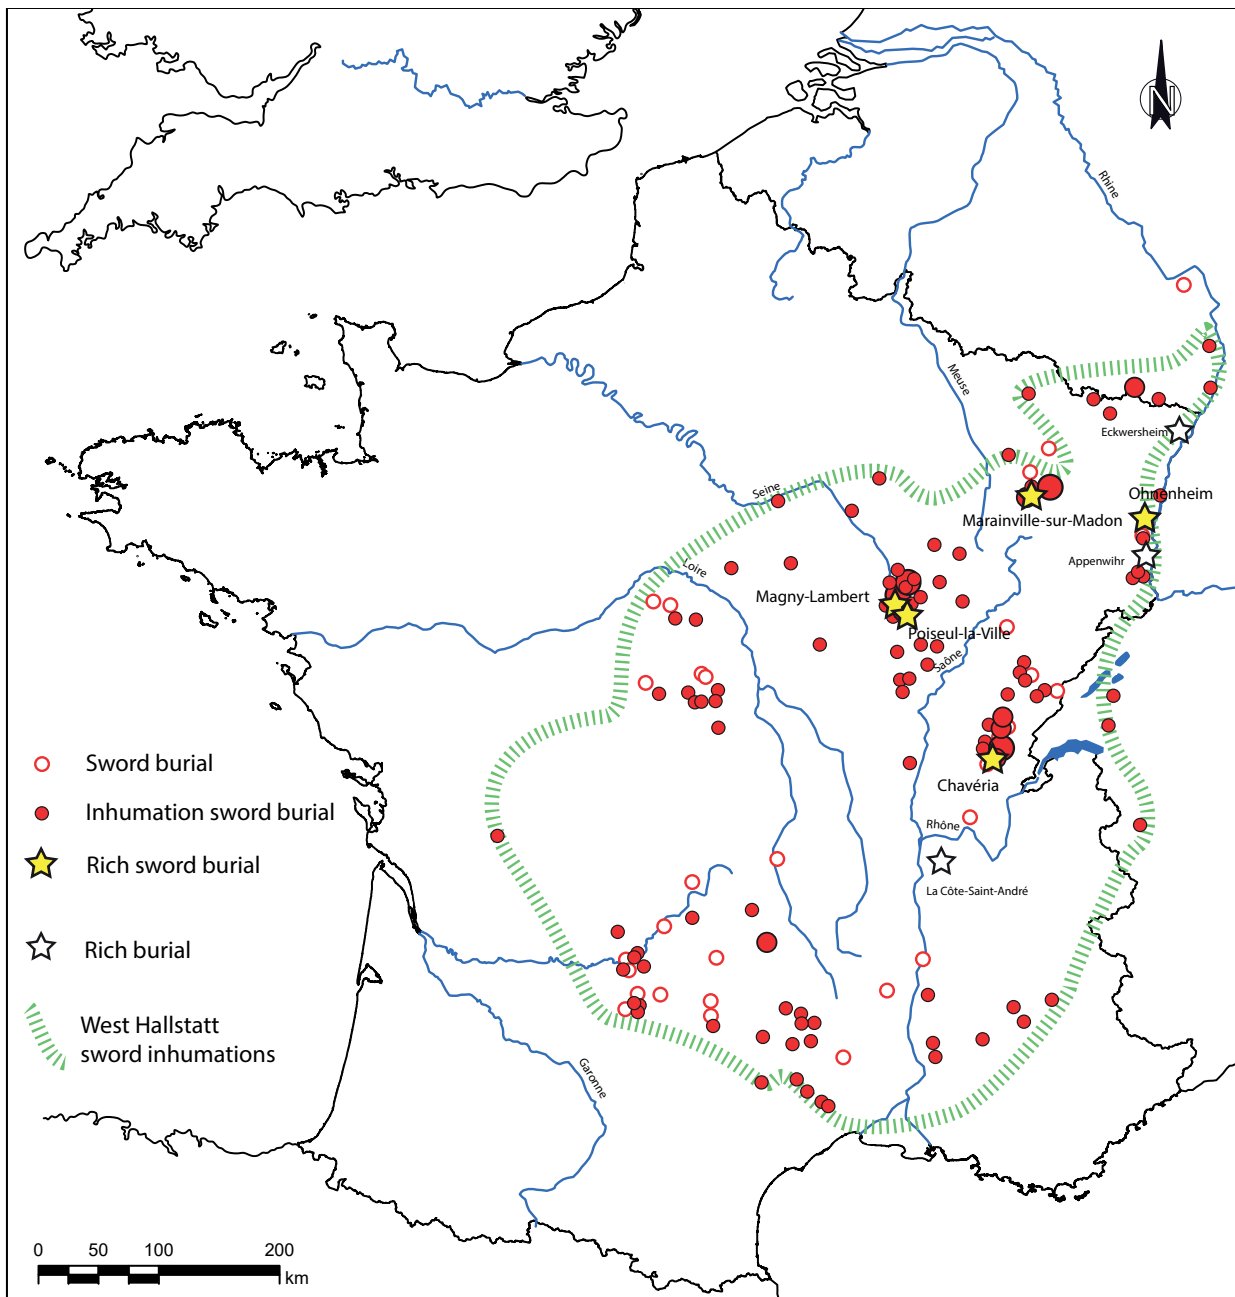 N
Rhine
Meuse
Eckwersheim
Seine
Ohnenheim
Marainville-sur-Madon
Appenwihr
Loire
Magny-Lambert
Poiseul-la-Ville
Saône
Sword burial
Inhumation sword burial
Rich sword burial
Rich burial
West Hallstatt
sword inhumations
Chavéria
Rhône
La Côte-Saint-André
Garonne
0 50 100 200
km